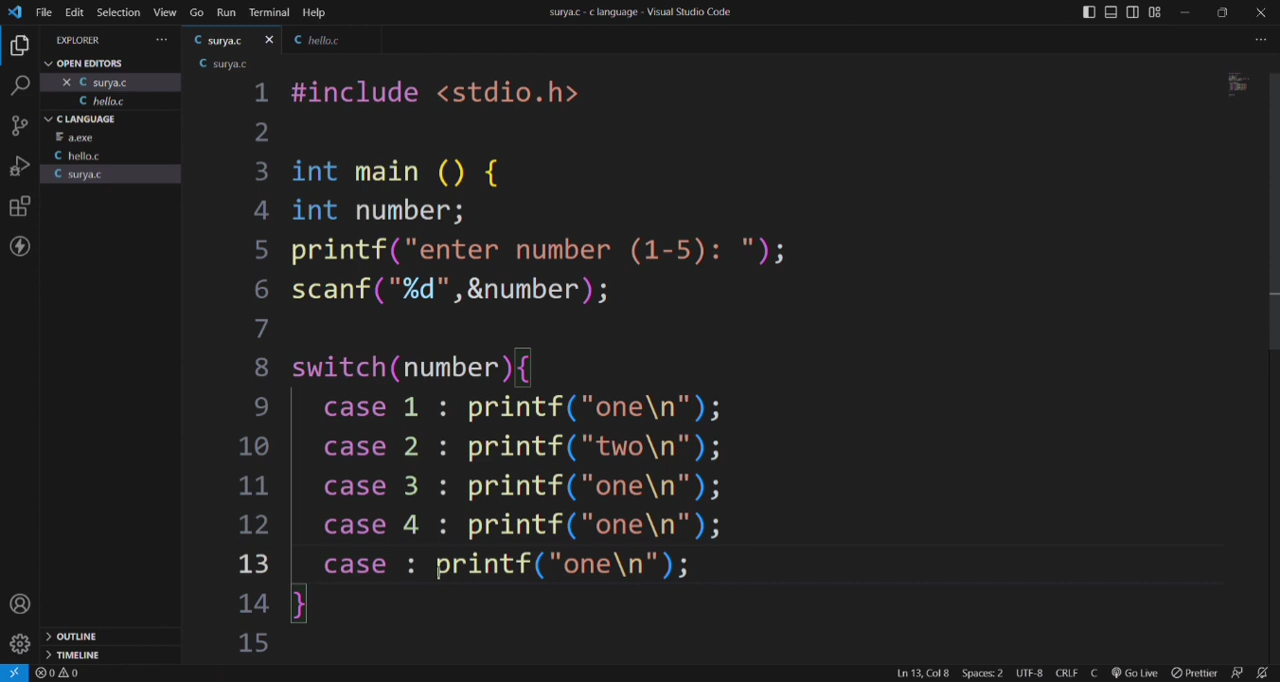 File Edit Selection View Go Run Terminal Help surya.c - c language - Visual Studio Code
EXPLORER ···
OPEN EDITORS
× C surya.c
C hello.c
C LANGUAGE
a.exe
C hello.c
C surya.c
OUTLINE
TIMELINE
C surya.c × C hello.c
C surya.c
1 #include <stdio.h>
2
3 int main () {
4 int number;
5 printf("enter number (1-5): ");
6 scanf("%d",&number);
7
8 switch(number){
9 case 1 : printf("one\n");
10 case 2 : printf("two\n");
11 case 3 : printf("one\n");
12 case 4 : printf("one\n");
13 case : printf("one\n");
14 }
15
0 0 Ln 13, Col 8 Spaces: 2 UTF-8 CRLF C Go Live Prettier